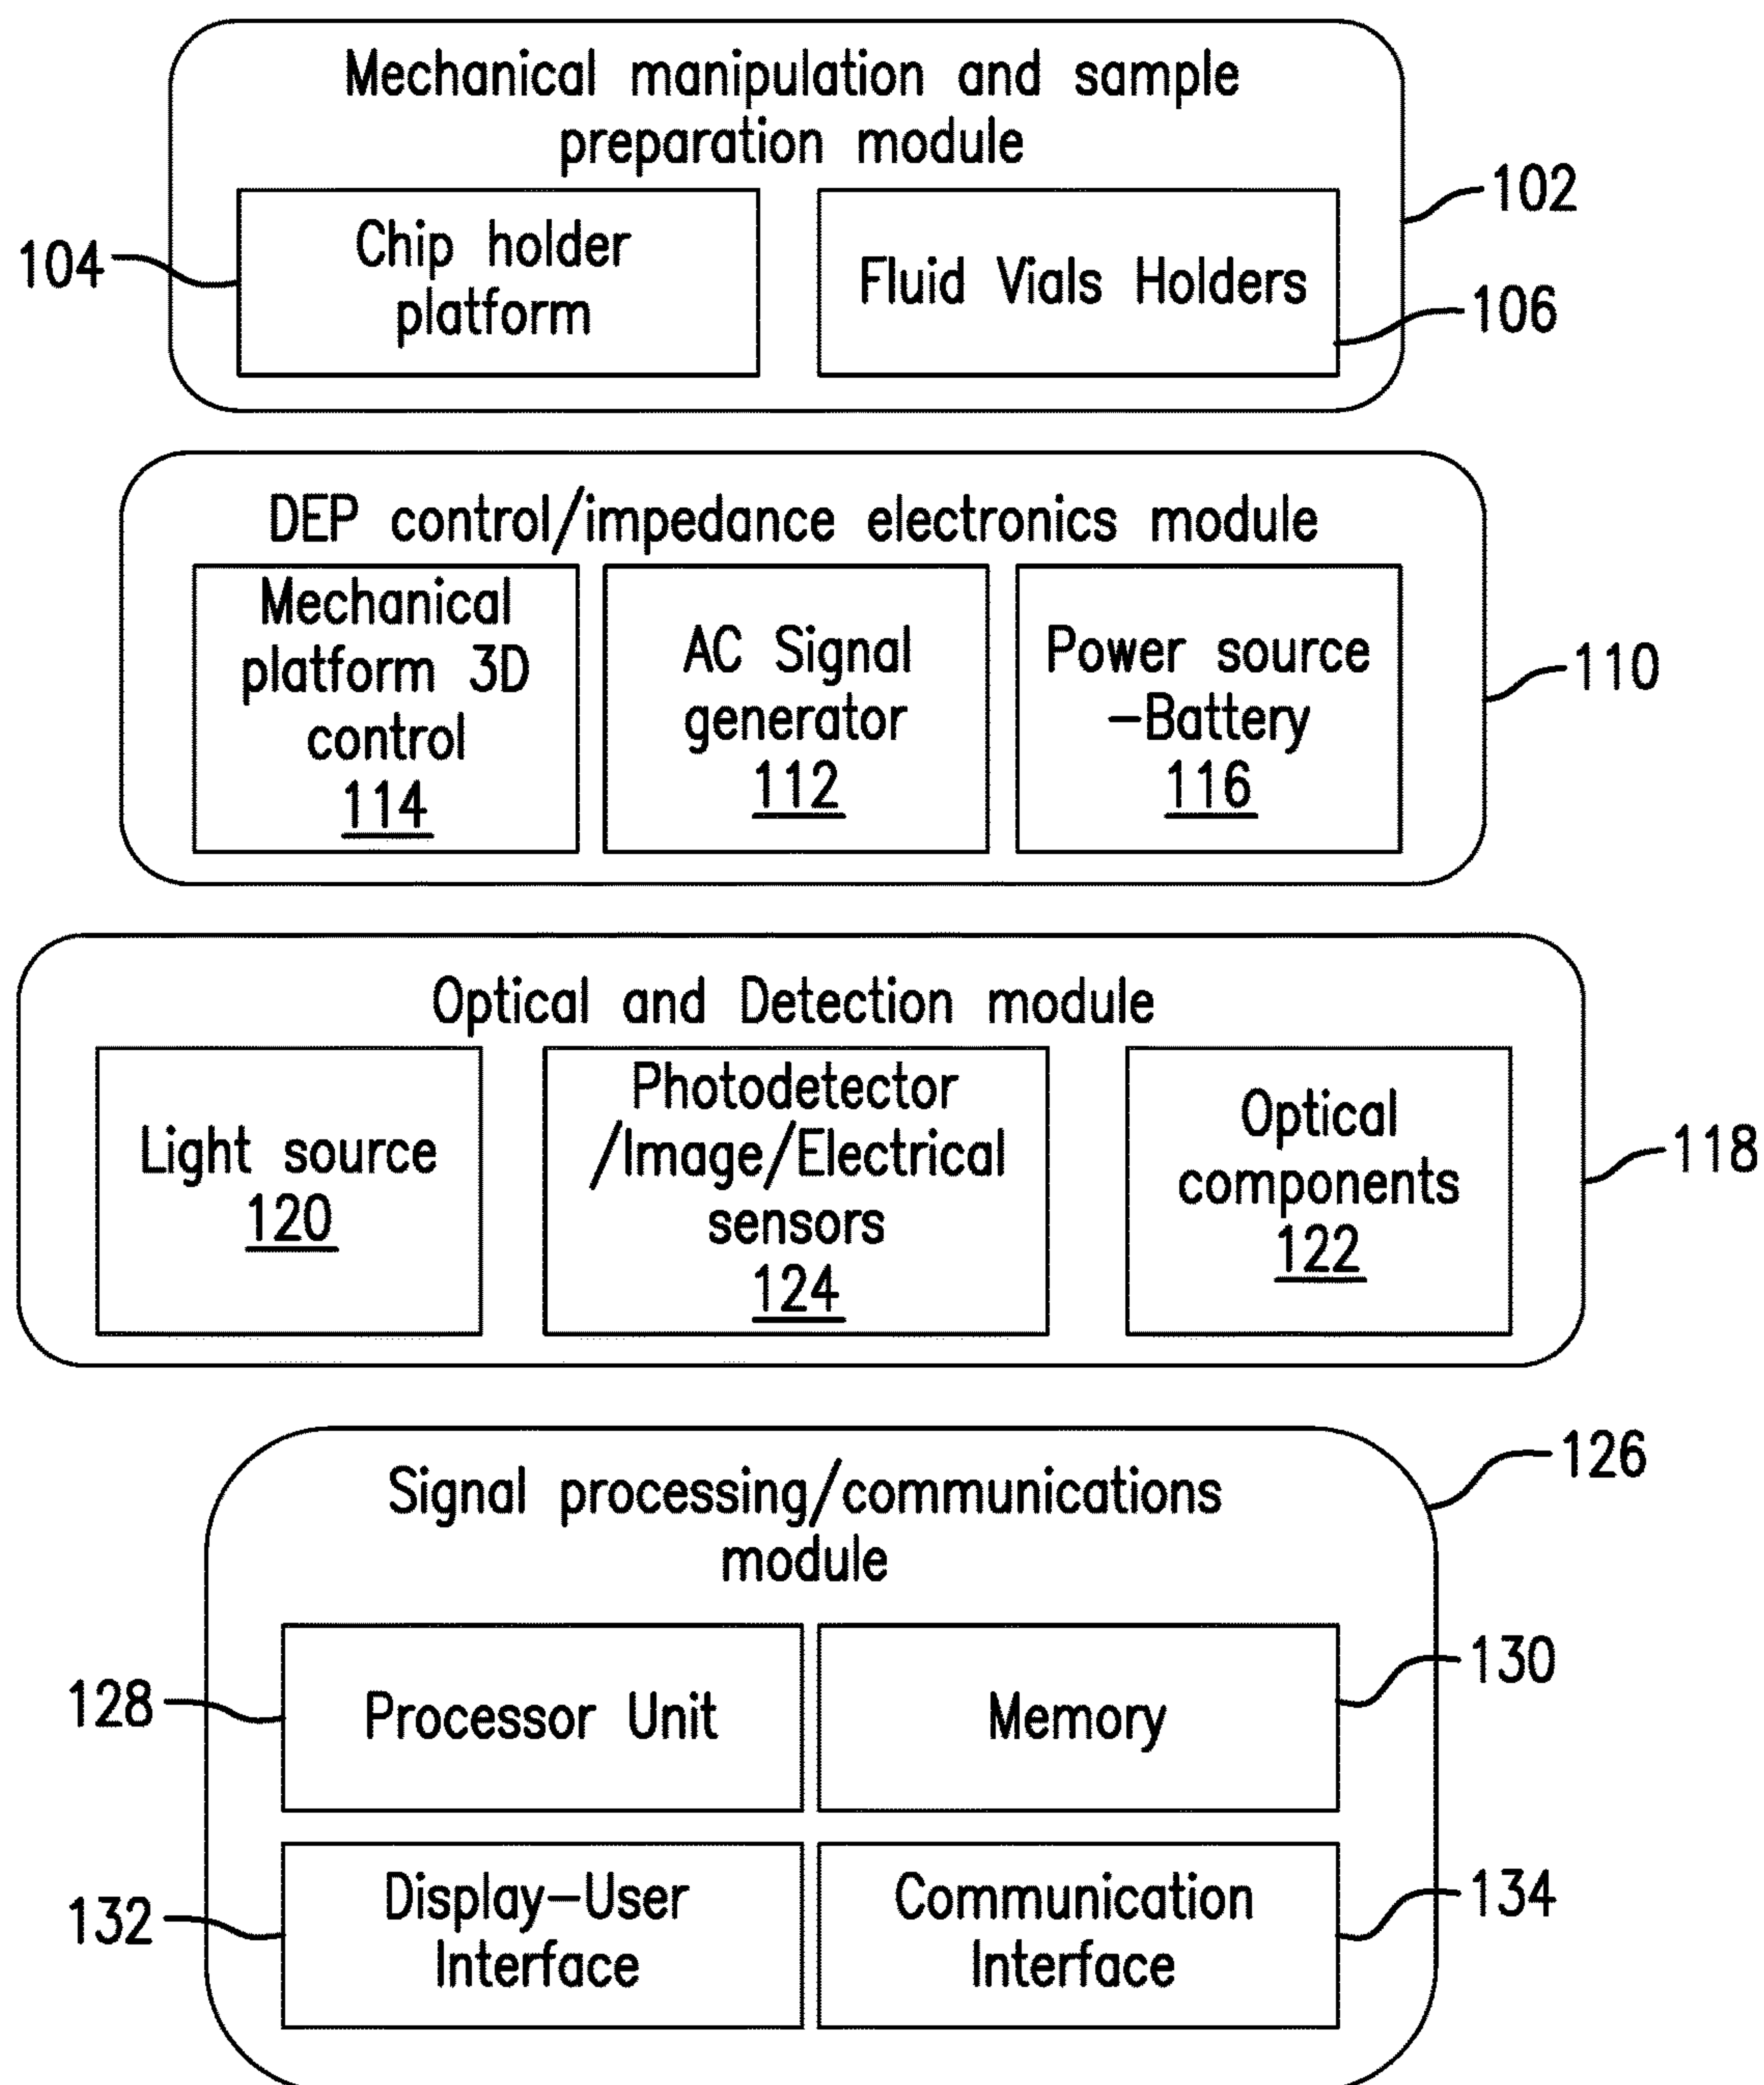 Mechanical manipulation and sample
preparation module
102
104
Chip holder
platform
Fluid Vials Holders
106
DEP control/impedance electronics module
Mechanical
platform 3D
control
114
AC Signal
generator
112
Power source
-Battery
116
110
Optical and Detection module
Light source
120
Photodetector
/Image/Electrical
sensors
124
Optical
components
122
118
126
Signal processing/communications
module
128
Processor Unit
Memory
130
132
Display-User
Interface
Communication
Interface
134